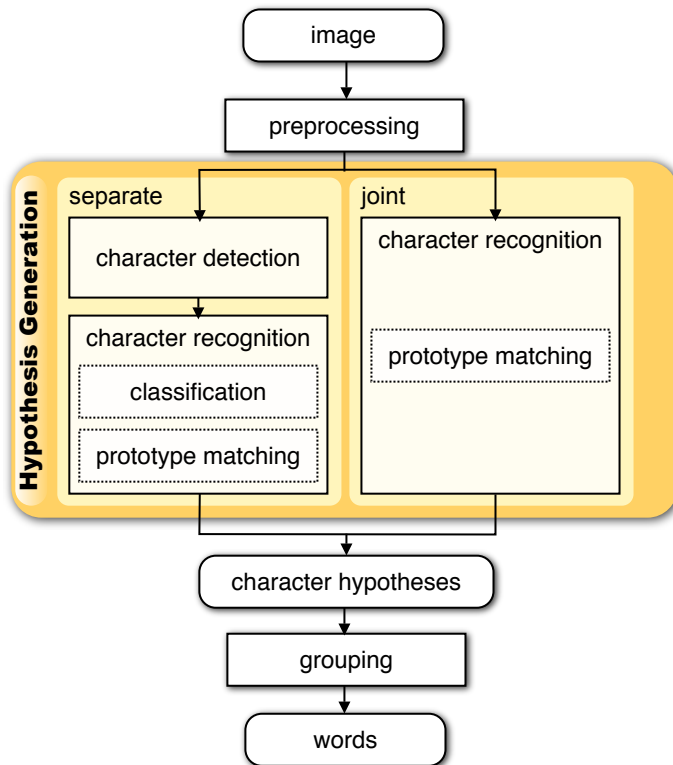 image
preprocessing
Hypothesis Generation
separate
character detection
character recognition
classification
prototype matching
joint
character recognition
prototype matching
character hypotheses
grouping
words